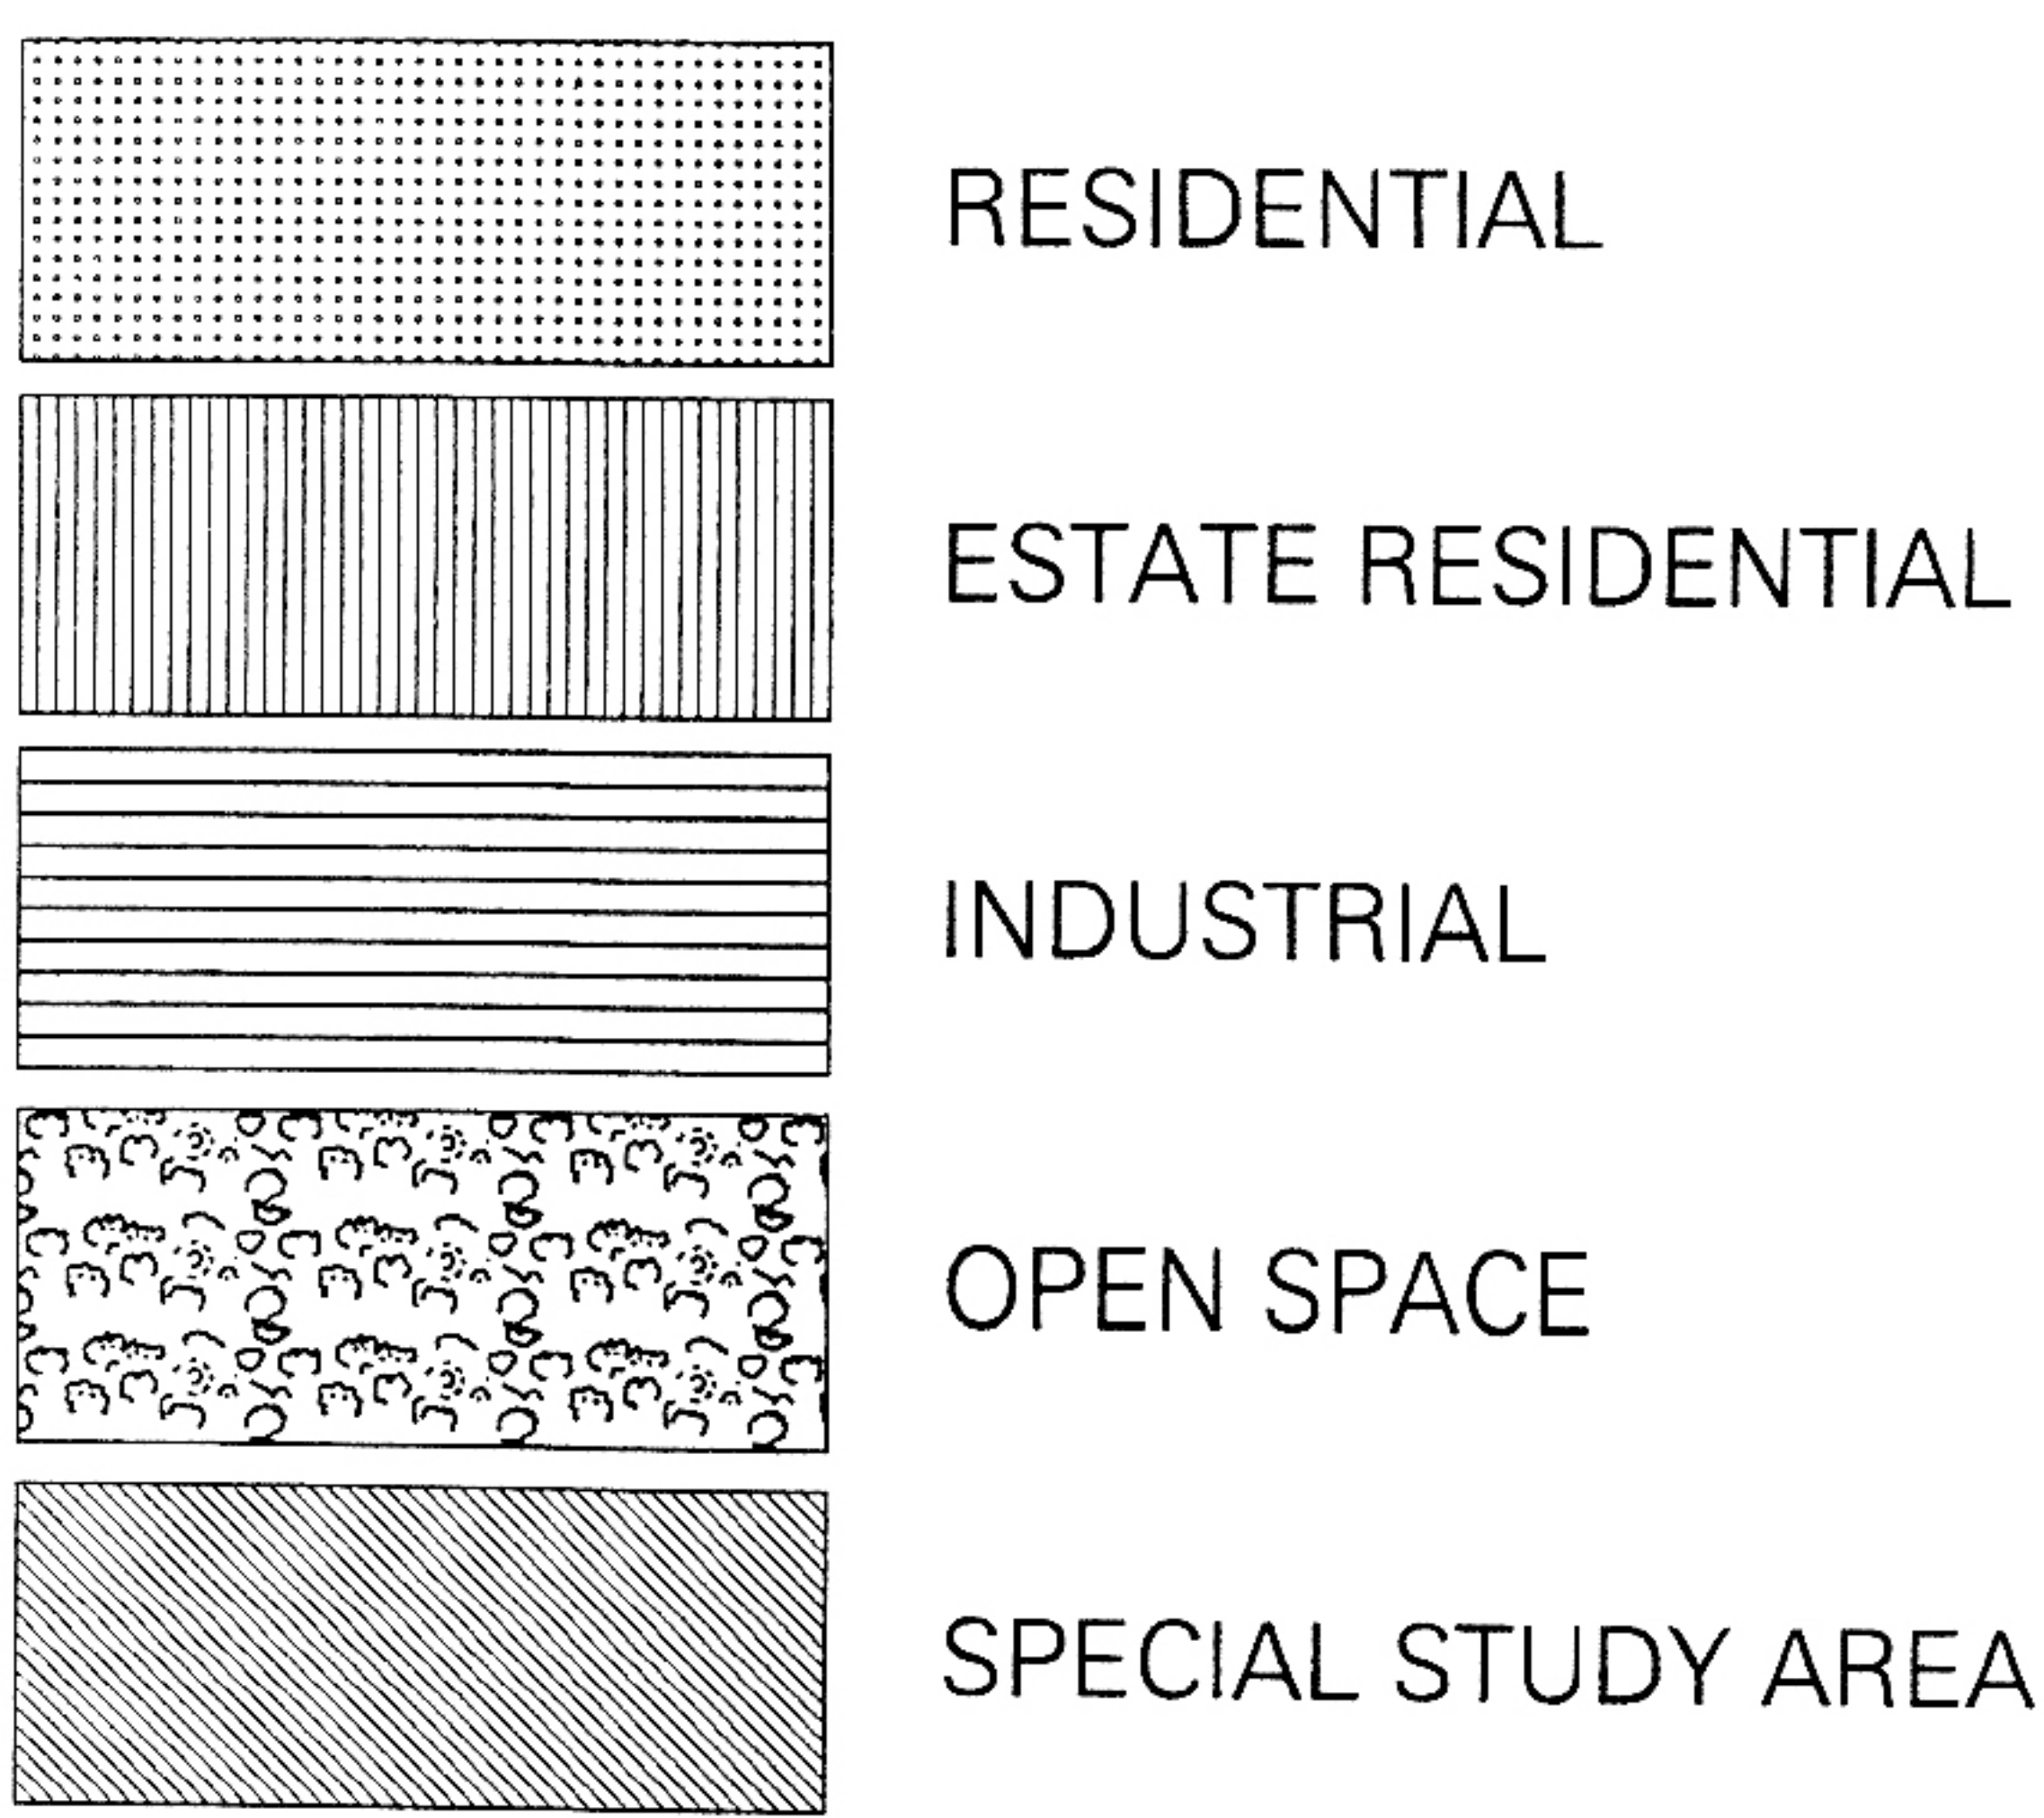 RESIDENTIAL
ESTATE RESIDENTIAL
INDUSTRIAL
OPEN SPACE
SPECIAL STUDY AREA